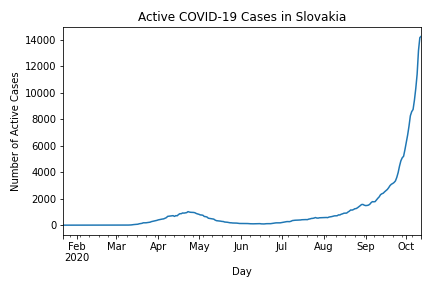 Active COVID-19 Cases in Slovakia
Number of Active Cases
14000
12000
10000
8000
6000
4000
2000
0
Feb Mar Apr May Jun Jul Aug Sep Oct
2020
Day